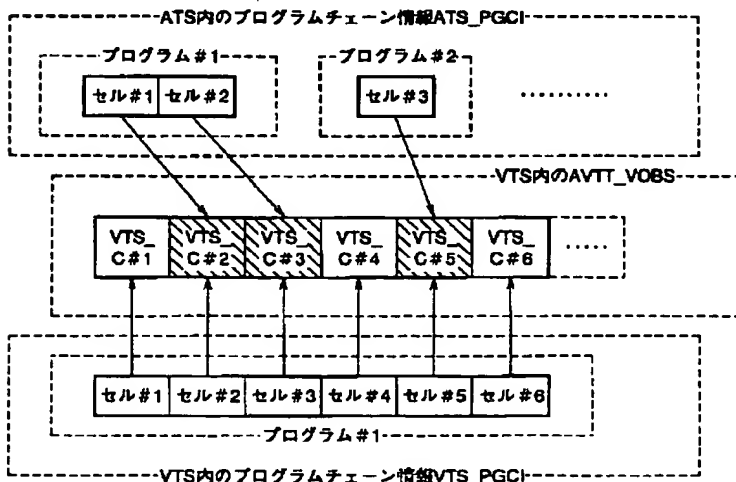 ATS内のプログラムチェーン情報ATS_PGCI
プログラム#1
プログラム#2
セル#1 セル#2
セル#3
VTS内のAVTT_VOBS
VTS_C#1
VTS_C#2
VTS_C#3
VTS_C#4
VTS_C#5
VTS_C#6
セル#1 セル#2 セル#3 セル#4 セル#5 セル#6
プログラム#1
VTS内のプログラムチェーン情報VTS_PGCI